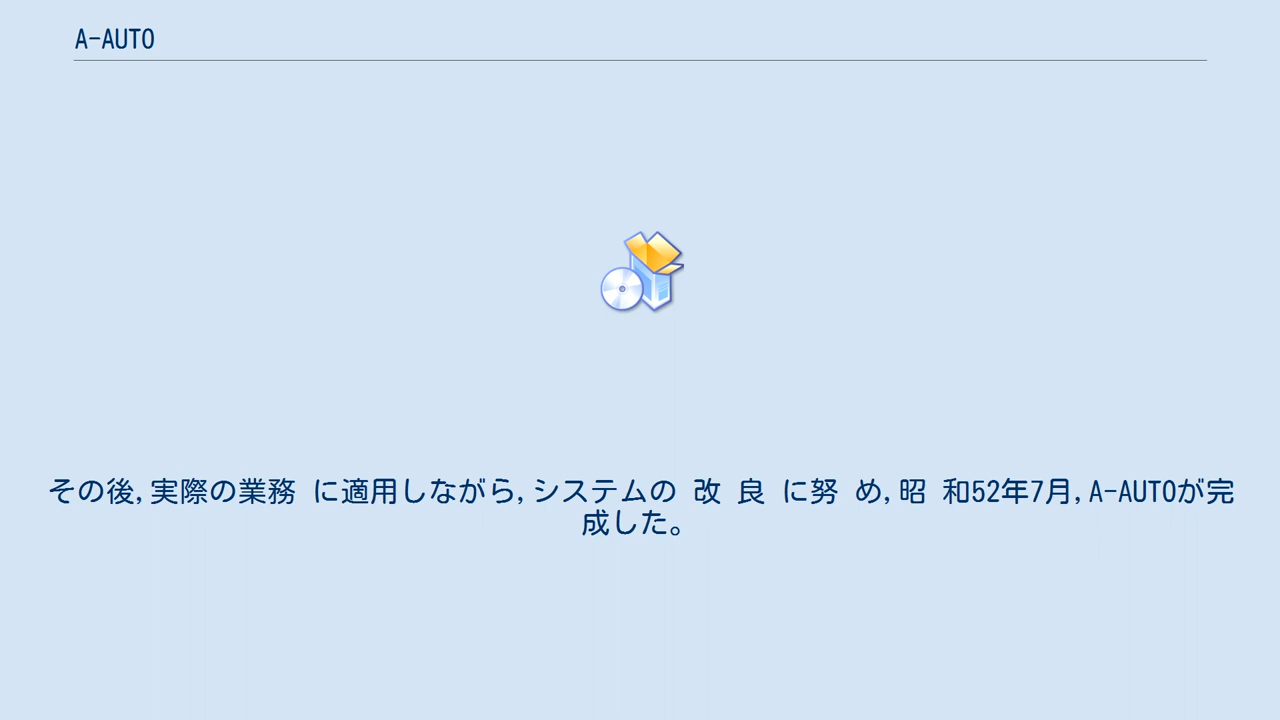 A-AUTO
その後,実際の業務 に適用しながら,システムの 改 良 に努 め,昭 和52年7月,A-AUTOが完
成した。